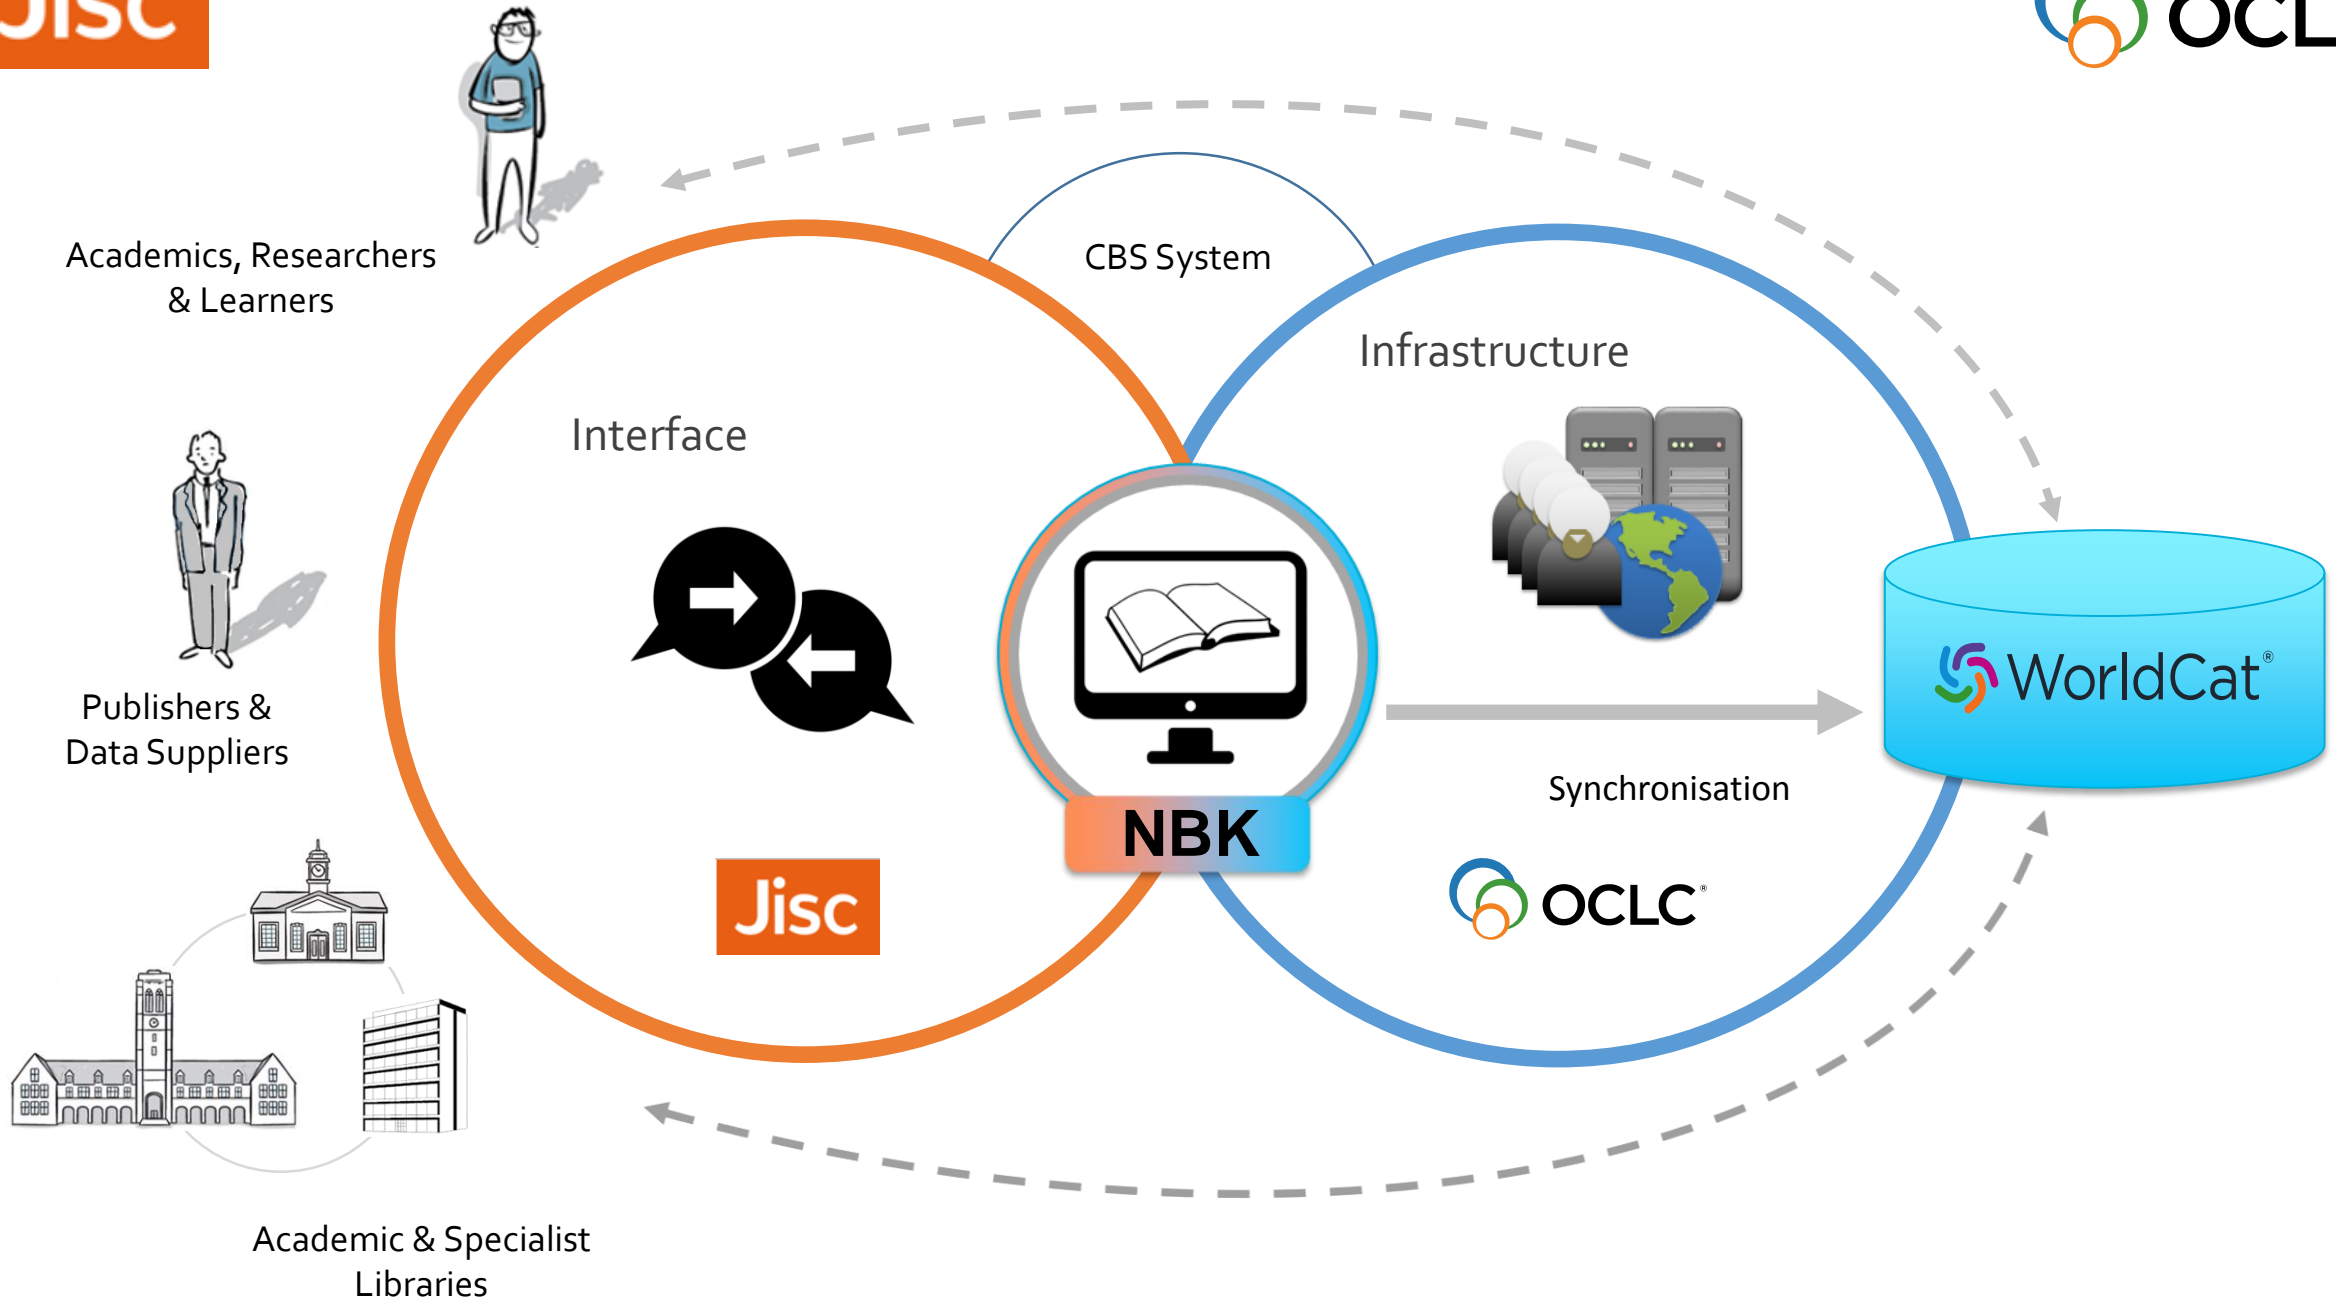 Jisc
OCL
Academics, Researchers
& Learners
CBS System
Infrastructure
Interface
WorldCat®
Publishers &
Data Suppliers
Synchronisation
NBK
Jisc
OCLC®
Academic & Specialist
Libraries